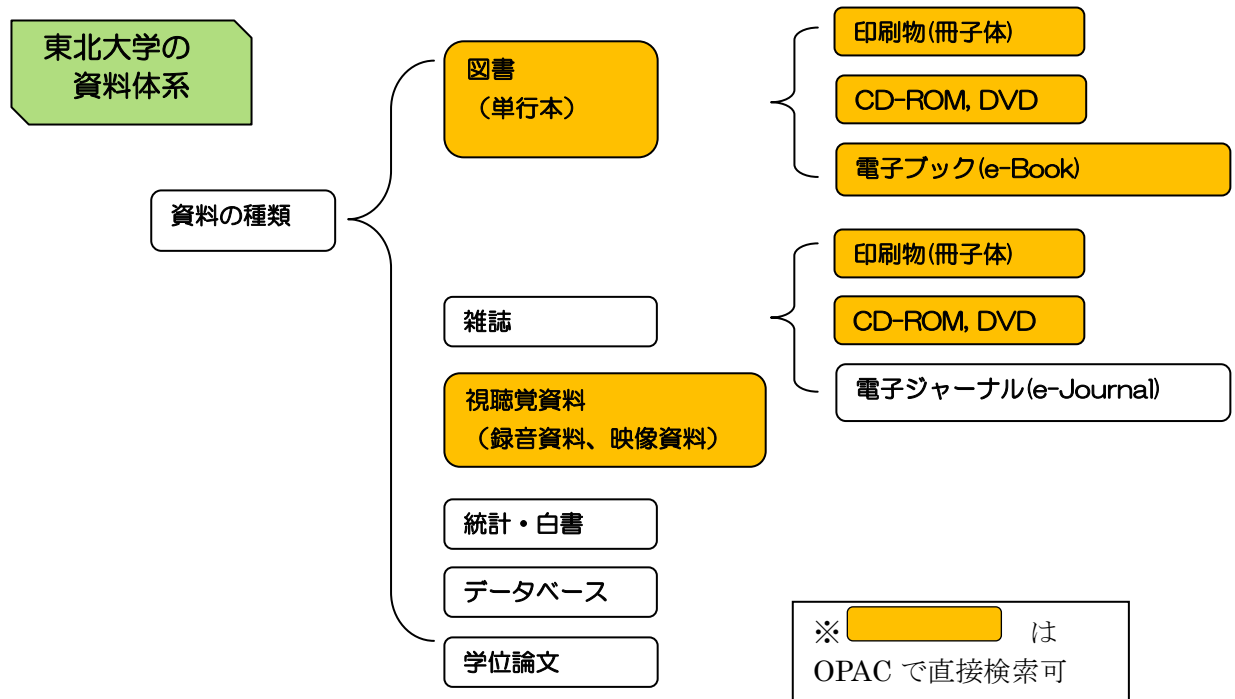 東北大学の
資料体系
資料の種類
図書
（単行本）
印刷物(冊子体)
CD-ROM, DVD
電子ブック(e-Book)
雑誌
印刷物(冊子体)
CD-ROM, DVD
電子ジャーナル(e-Journal)
視聴覚資料
（録音資料、映像資料）
統計・白書
データベース
学位論文
※ は
OPAC で直接検索可